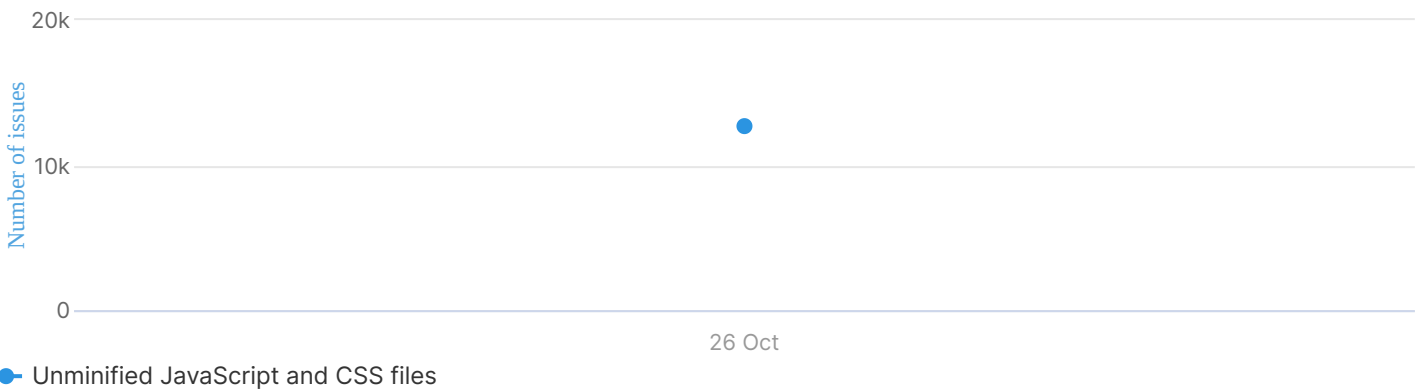 20k
Number of issues
10k
0
26 Oct
Unminified JavaScript and CSS files